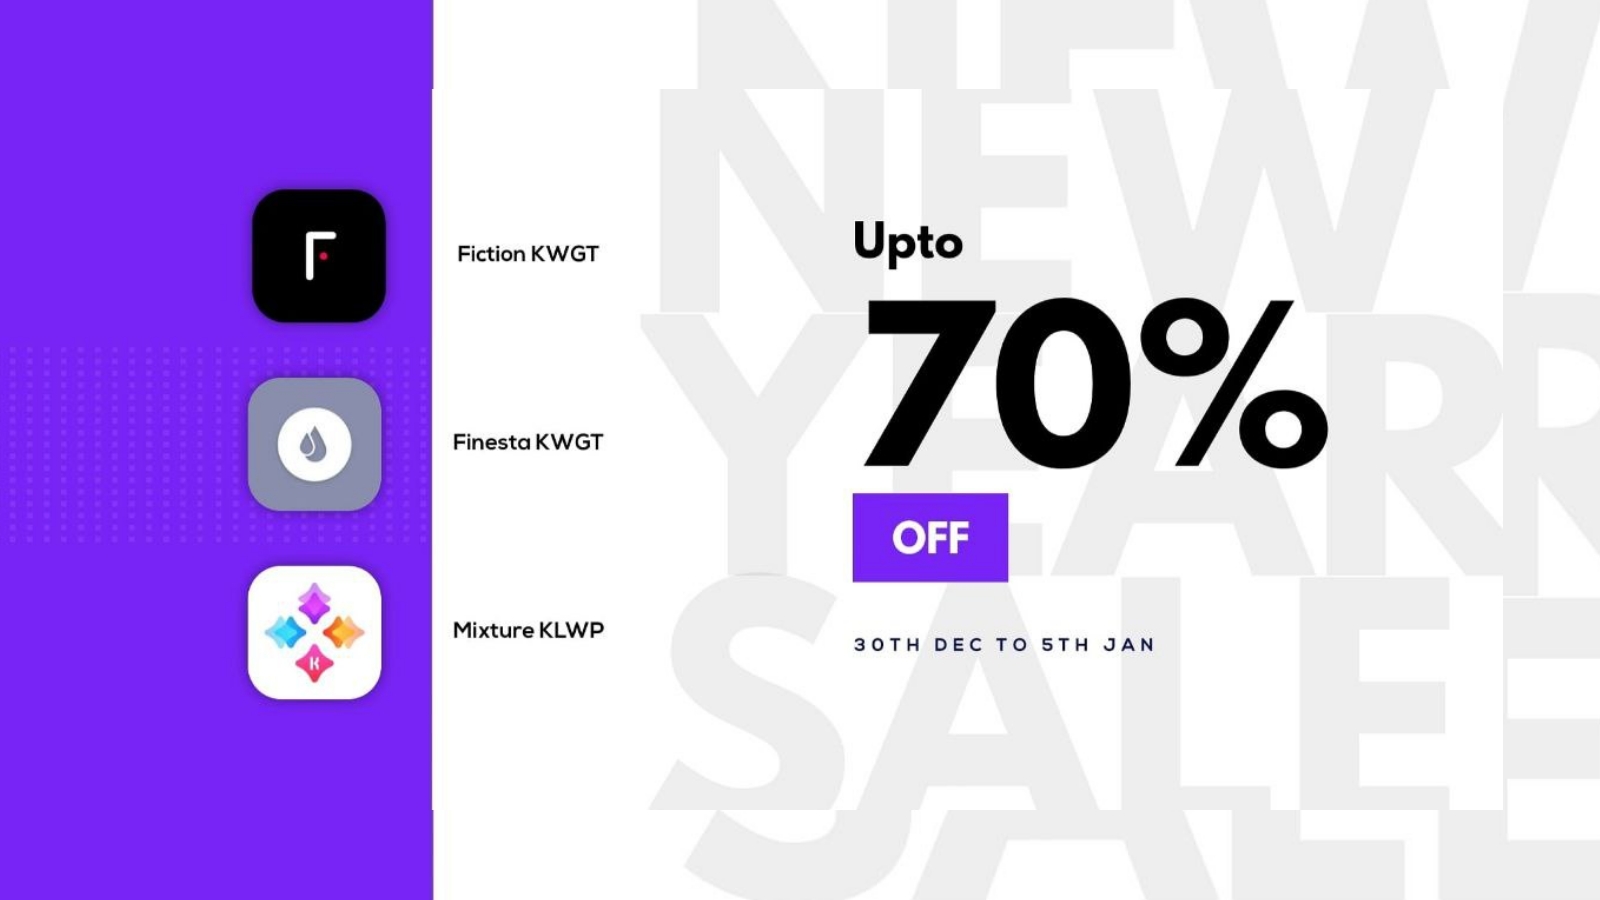 NEW
YEAR
SALE
Fiction KWGT
Finesta KWGT
Mixture KLWP
Upto
70%
OFF
30TH DEC TO 5TH JAN